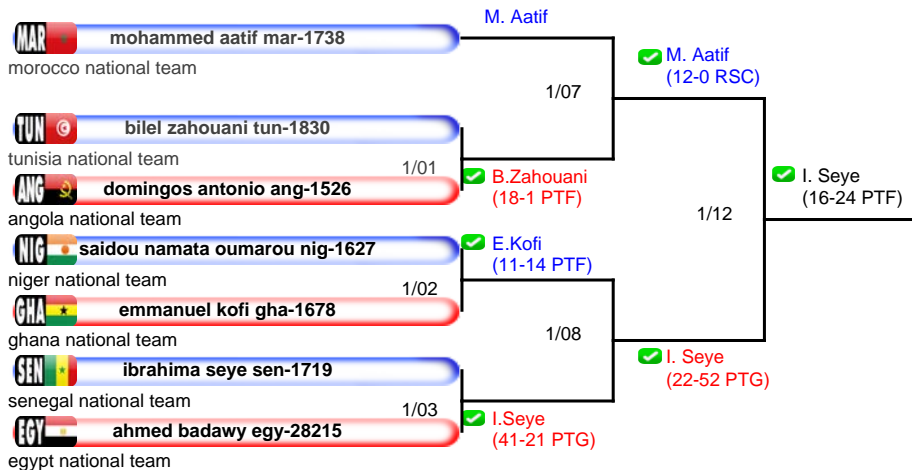 M. Aatif
MAR mohammed aatif mar-1738
morocco national team
M. Aatif
(12-0 RSC)
1/07
TUN bilel zahouani tun-1830
tunisia national team
1/01
ANG domingos antonio ang-1526
angola national team
B.Zahouani
(18-1 PTF)
I. Seye
(16-24 PTF)
1/12
NIG saidou namata oumarou nig-1627
niger national team
E.Kofi
(11-14 PTF)
1/02
GHA emmanuel kofi gha-1678
ghana national team
1/08
SEN ibrahima seye sen-1719
senegal national team
I. Seye
(22-52 PTG)
1/03
EGY ahmed badawy egy-28215
egypt national team
I.Seye
(41-21 PTG)